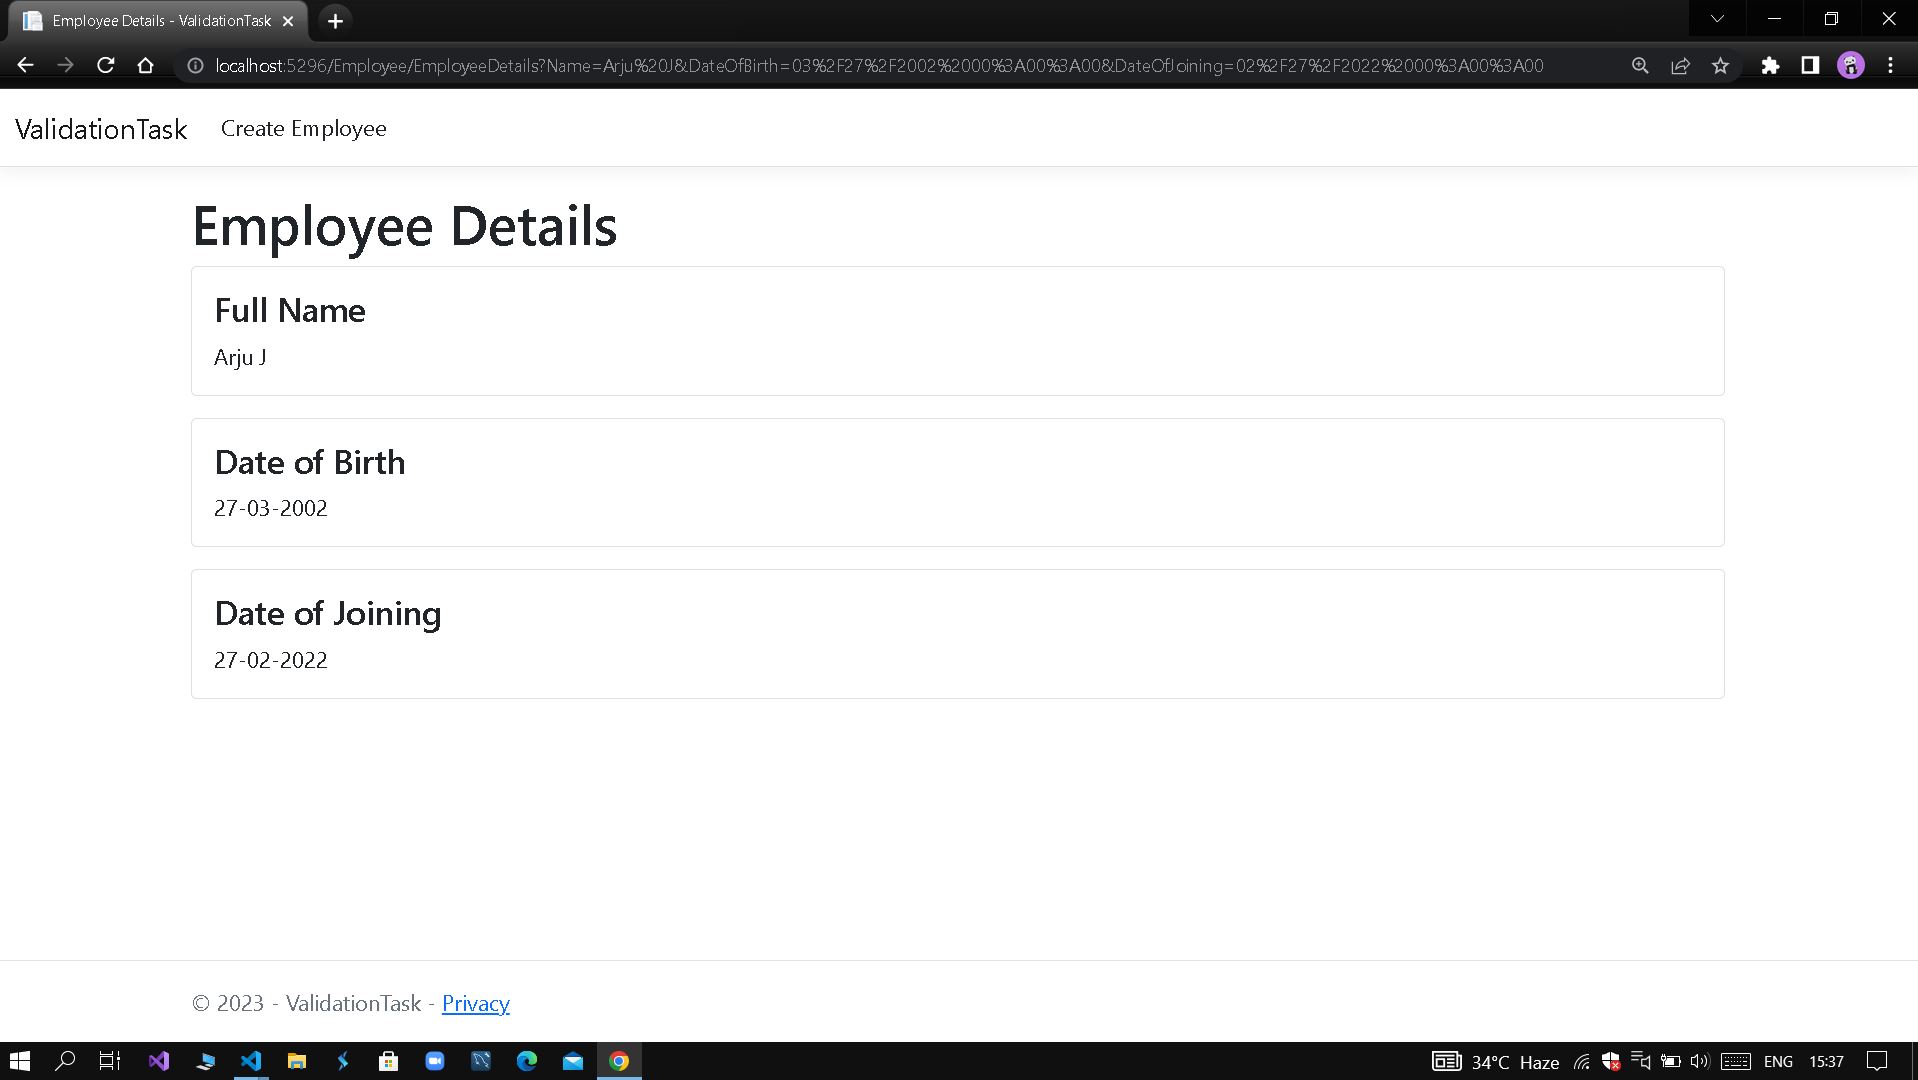 Employee Details - ValidationTask
localhost:5296/Employee/EmployeeDetails?Name=Arju%20J&DateOfBirth=03%2F27%2F2002%2000%3A00%3A00&DateOfJoining=02%2F27%2F2022%2000%3A00%3A00
ValidationTask Create Employee
Employee Details
Full Name
Arju J
Date of Birth
27-03-2002
Date of Joining
27-02-2022
© 2023 - ValidationTask - Privacy
34°C Haze ENG 15:37